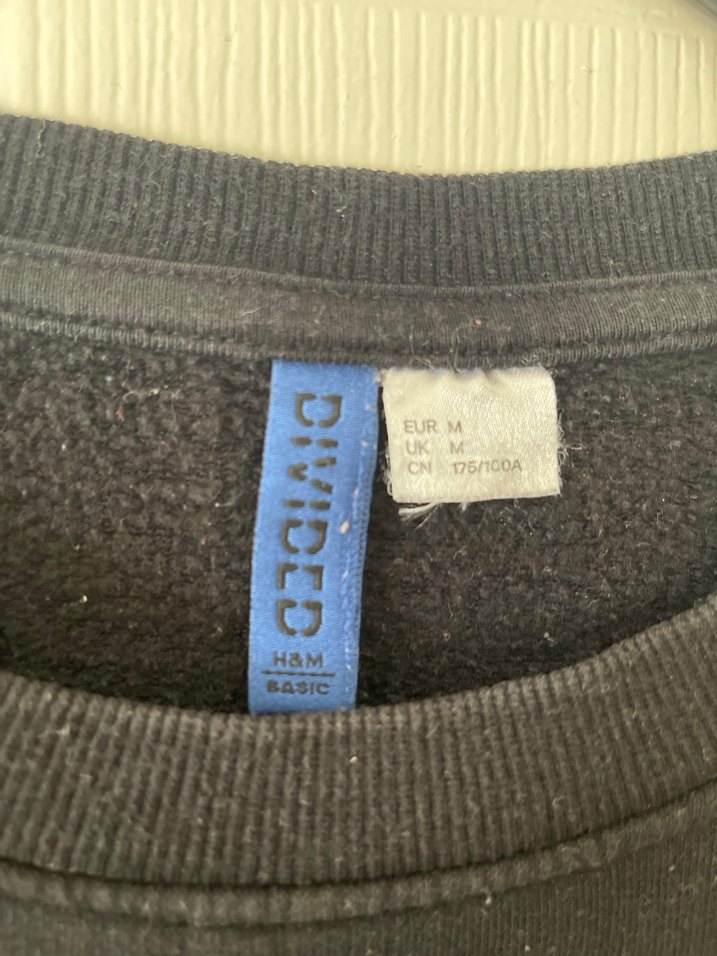 DIVIDED
H&M
BASIC
EUR M
UK M
CN 175/100A